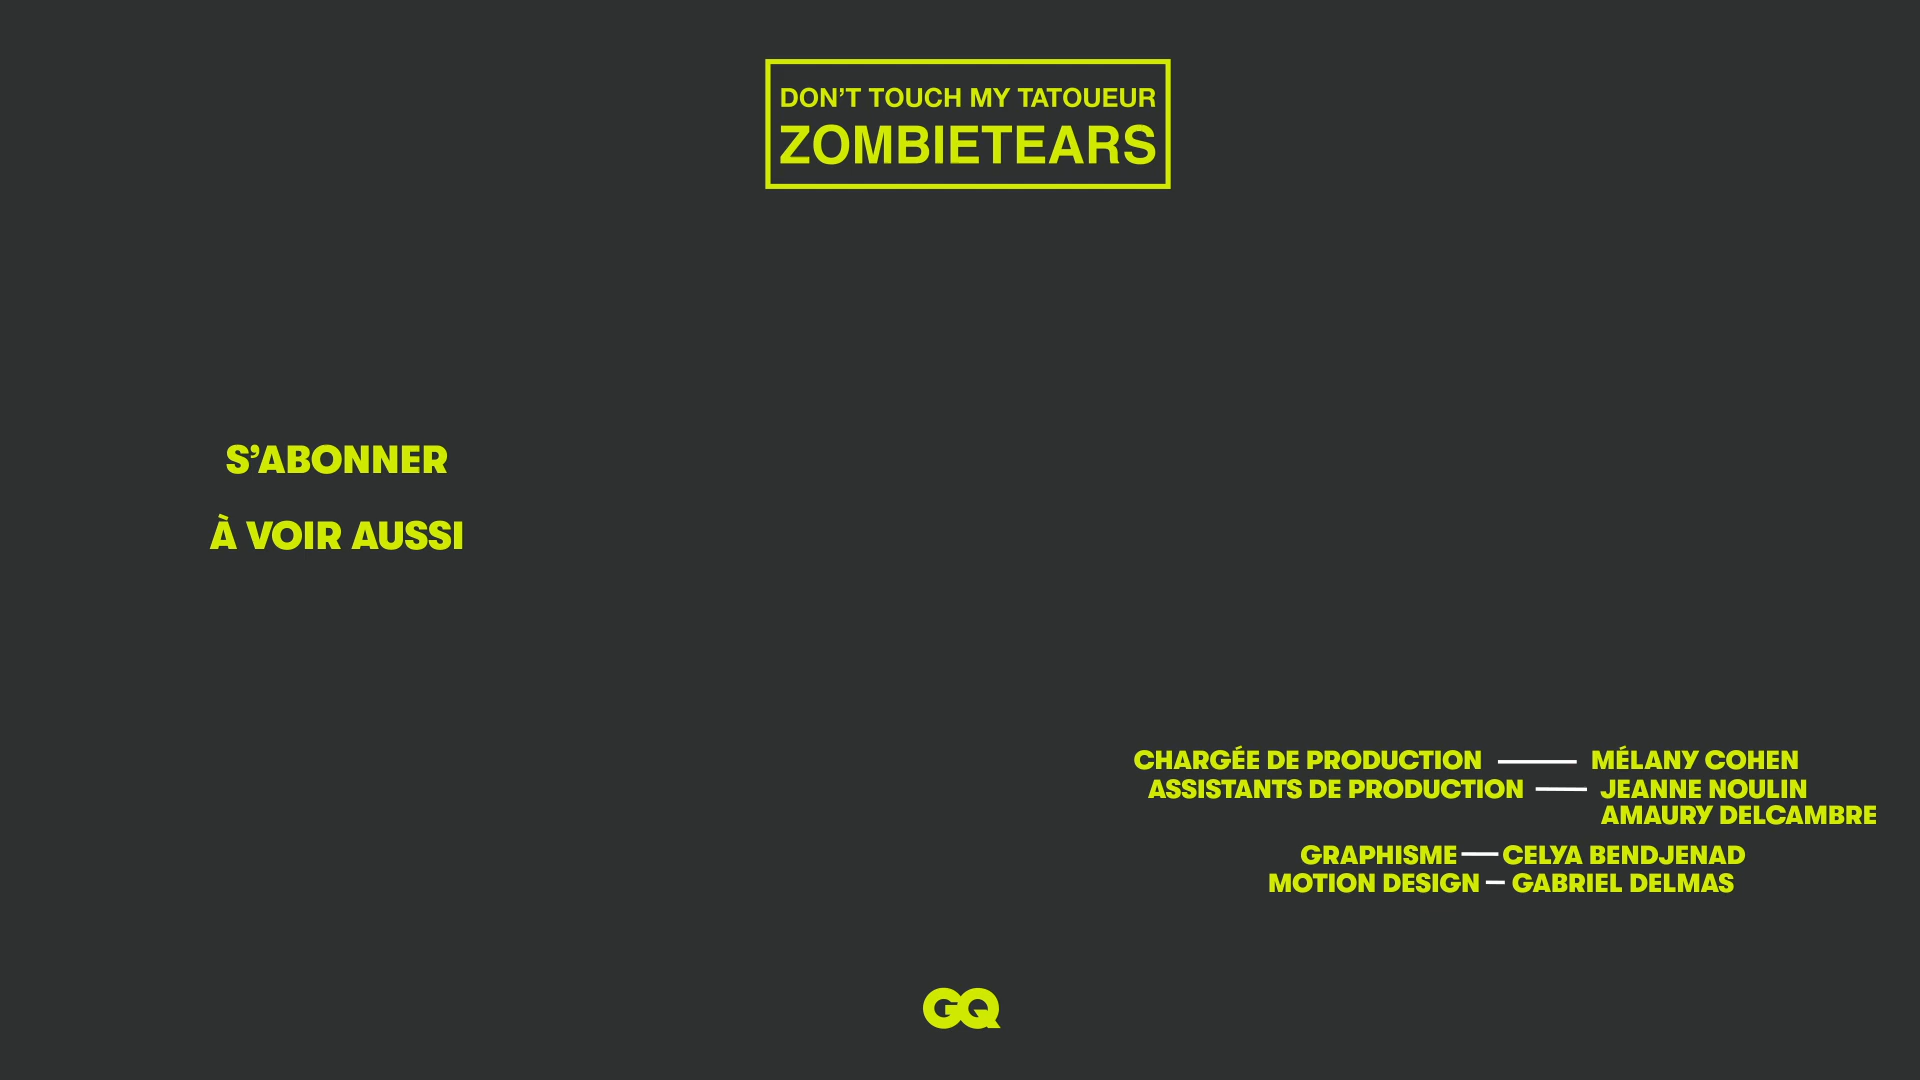 DON'T TOUCH MY TATOUEUR
ZOMBIETEARS
S'ABONNER
À VOIR AUSSI
CHARGÉE DE PRODUCTION — MÉLANY COHEN
ASSISTANTS DE PRODUCTION — JEANNE NOULIN
AMAURY DELCAMBRE
GRAPHISME — CELYA BENDJENAD
MOTION DESIGN — GABRIEL DELMAS
GQ